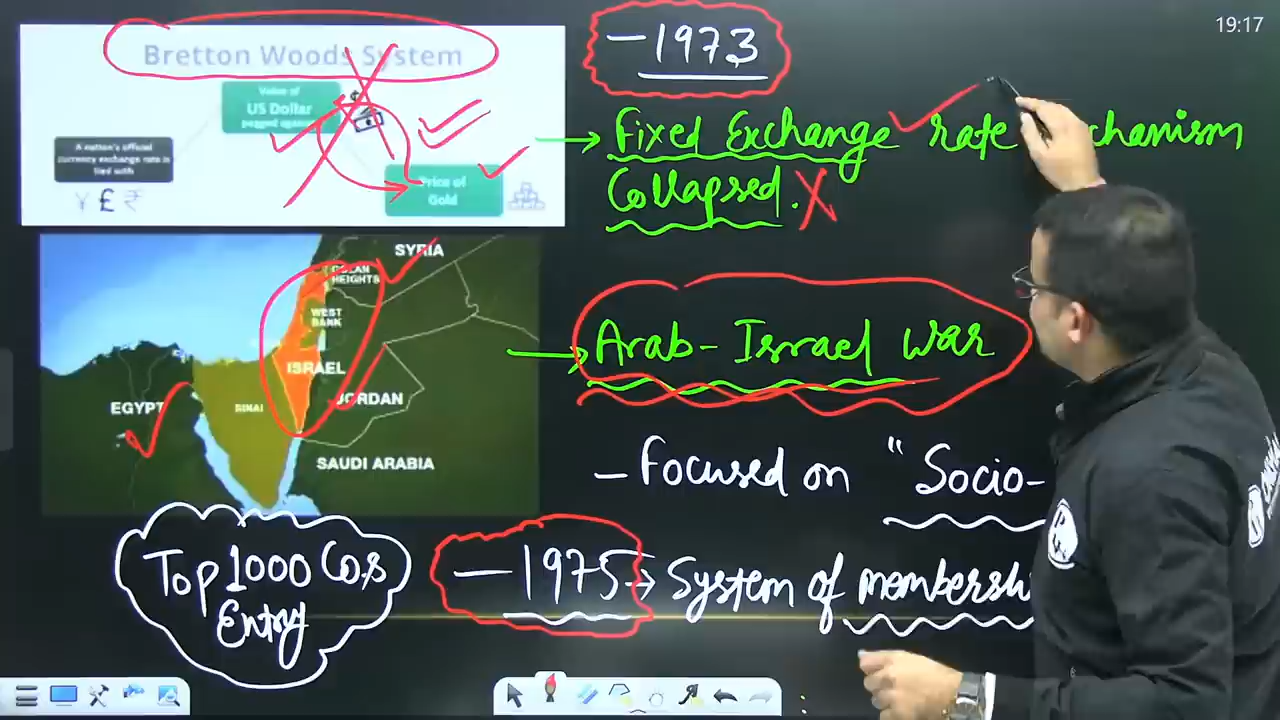 19:17
Bretton Woods System
Value of
US Dollar
pegged against
A nation's official
currency exchange rate is
tied with
¥ £ ₹
Price of
Gold
- 1973
→ Fixed Exchange rate
Collapsed.
SYRIA
GOLAN
HEIGHTS
WEST
BANK
ISRAEL
JORDAN
EGYPT
SINAI
SAUDI ARABIA
→ Arab-Israel War
- Focused on "Socio-
Top 1000 Cos
Entry
- 1975 → System of membershi